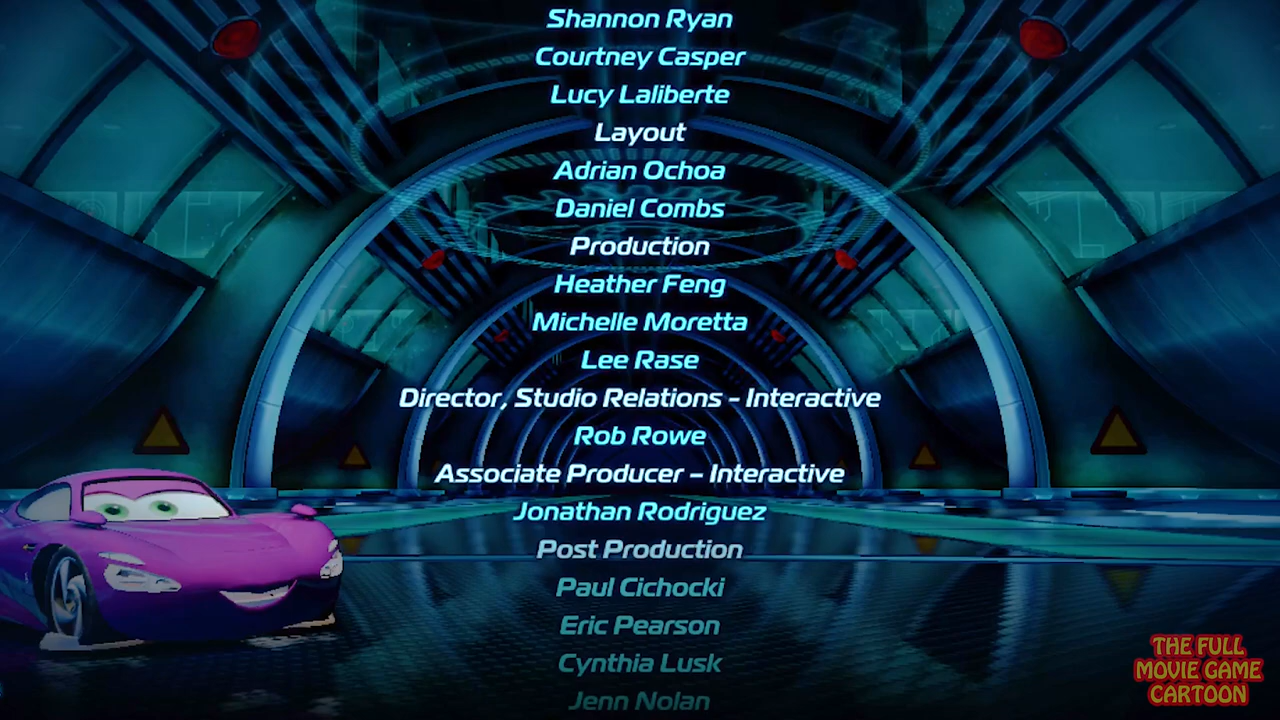 Shannon Ryan
Courtney Casper
Lucy Laliberte
Layout
Adrian Ochoa
Daniel Combs
Production
Heather Feng
Michelle Moretta
Lee Rase
Director, Studio Relations - Interactive
Rob Rowe
Associate Producer – Interactive
Jonathan Rodriguez
Post Production
Paul Cichocki
Eric Pearson
Cynthia Lusk
Jenn Nolan
THE FULL
MOVIE GAME
CARTOON